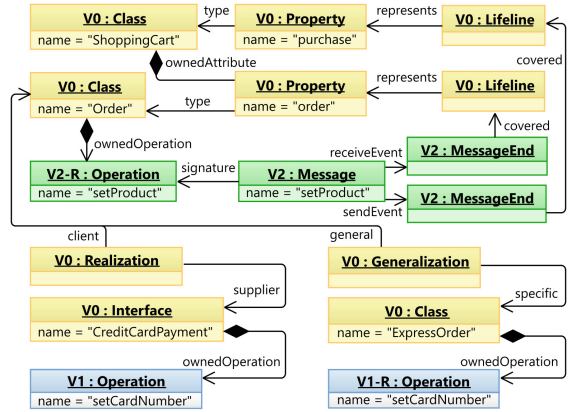 V0 : Class
name = "ShoppingCart"
type
V0 : Property
name = "purchase"
represents
V0 : Lifeline
ownedAttribute
covered
V0 : Class
name = "Order"
type
V0 : Property
name = "order"
represents
V0 : Lifeline
ownedOperation
covered
V2-R : Operation
name = "setProduct"
signature
V2 : Message
name = "setProduct"
receiveEvent
V2 : MessageEnd
sendEvent
V2 : MessageEnd
client
general
V0 : Realization
V0 : Generalization
supplier
specific
V0 : Interface
name = "CreditCardPayment"
V0 : Class
name = "ExpressOrder"
ownedOperation
ownedOperation
V1 : Operation
name = "setCardNumber"
V1-R : Operation
name = "setCardNumber"